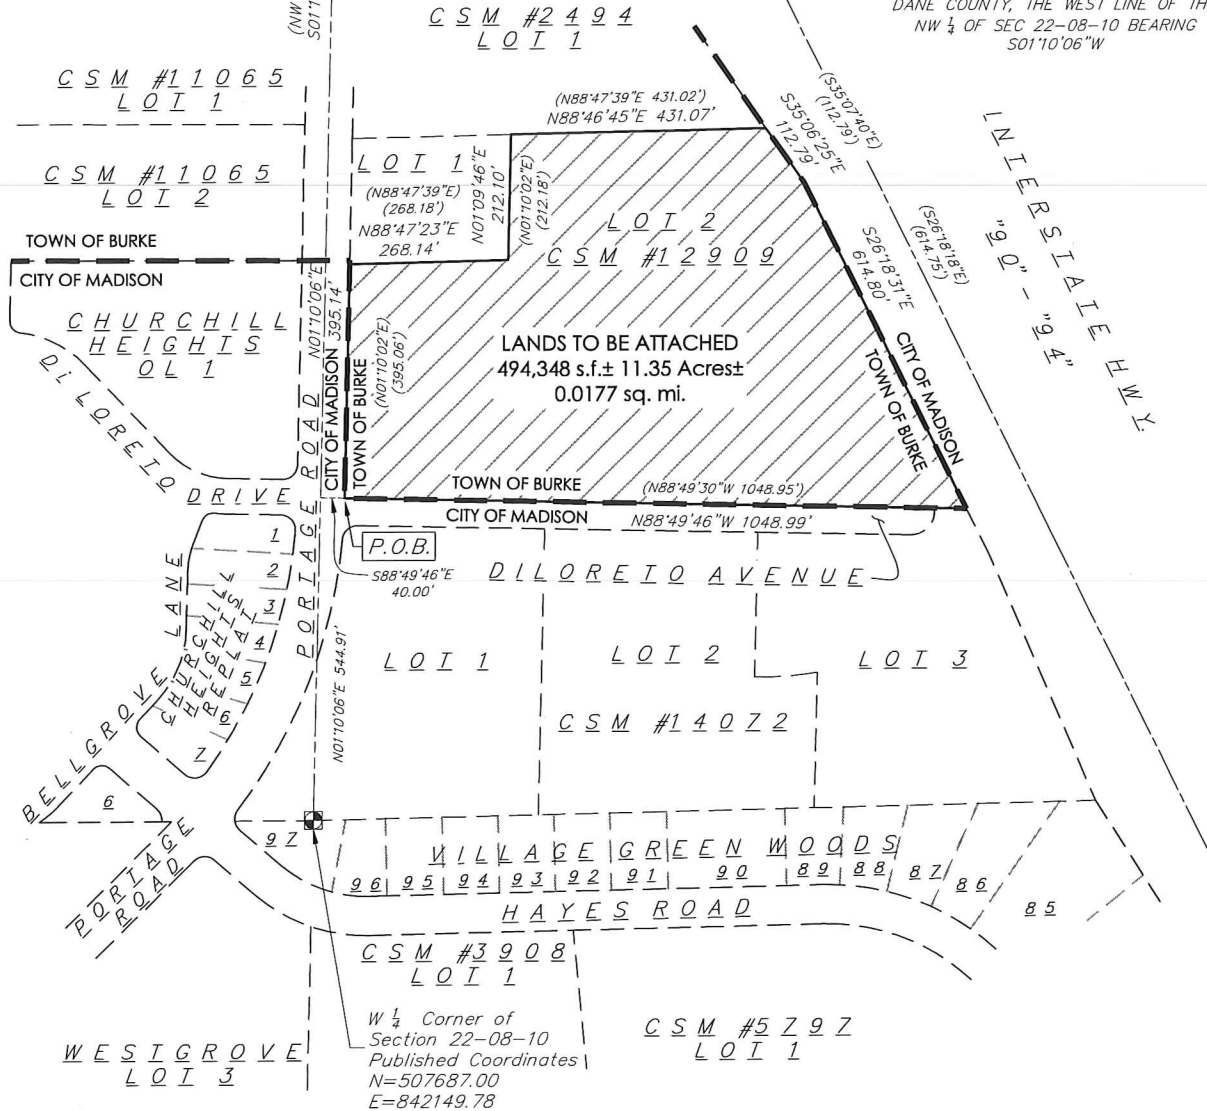 DANE COUNTY, THE WEST LINE OF TH
NW 1/4 OF SEC 22-08-10 BEARING
S01°10'06"W
(NW
S01°1
CSM #2494
LOT 1
CSM #11065
LOT 1
CSM #11065
LOT 2
(N88°47'39"E 431.02')
N88°46'45"E 431.07'
(S35°07'40"E)
(112.79')
S35°06'25"E
112.79'
LOT 1
(N88°47'39"E)
(268.18')
N88°47'23"E
268.14'
N01°09'46"E
212.10'
(N01°10'02"E)
(212.18')
LOT 2
CSM #12909
INTERSTATE HWY.
"90" - "94"
(S26°18'18"E)
(614.75')
S26°18'31"E
614.80'
TOWN OF BURKE
CITY OF MADISON
CHURCHILL
HEIGHTS
OL 1
N01°10'06"E
395.14'
(N01°10'02"E)
(395.06')
CITY OF MADISON
TOWN OF BURKE
LANDS TO BE ATTACHED
494,348 s.f.± 11.35 Acres±
0.0177 sq. mi.
CITY OF MADISON
TOWN OF BURKE
DILORETO
DRIVE
PORTAGE ROAD
TOWN OF BURKE
CITY OF MADISON
(N88°49'30"W 1048.95')
N88°49'46"W 1048.99'
P.O.B.
S88°49'46"E
40.00'
DILORETO AVENUE
1
2
3
4
5
6
7
CHURCHILL
HEIGHTS
REPLAT
BELLGROVE LANE
N01°10'06"E 544.91'
LOT 1
LOT 2
LOT 3
CSM #14072
6
PORTAGE
ROAD
97
VILLAGE GREEN WOODS
96
95
94
93
92
91
90
89
88
87
86
85
HAYES ROAD
CSM #3908
LOT 1
CSM #5797
LOT 1
WESTGROVE
LOT 3
W 1/4 Corner of
Section 22-08-10
Published Coordinates
N=507687.00
E=842149.78